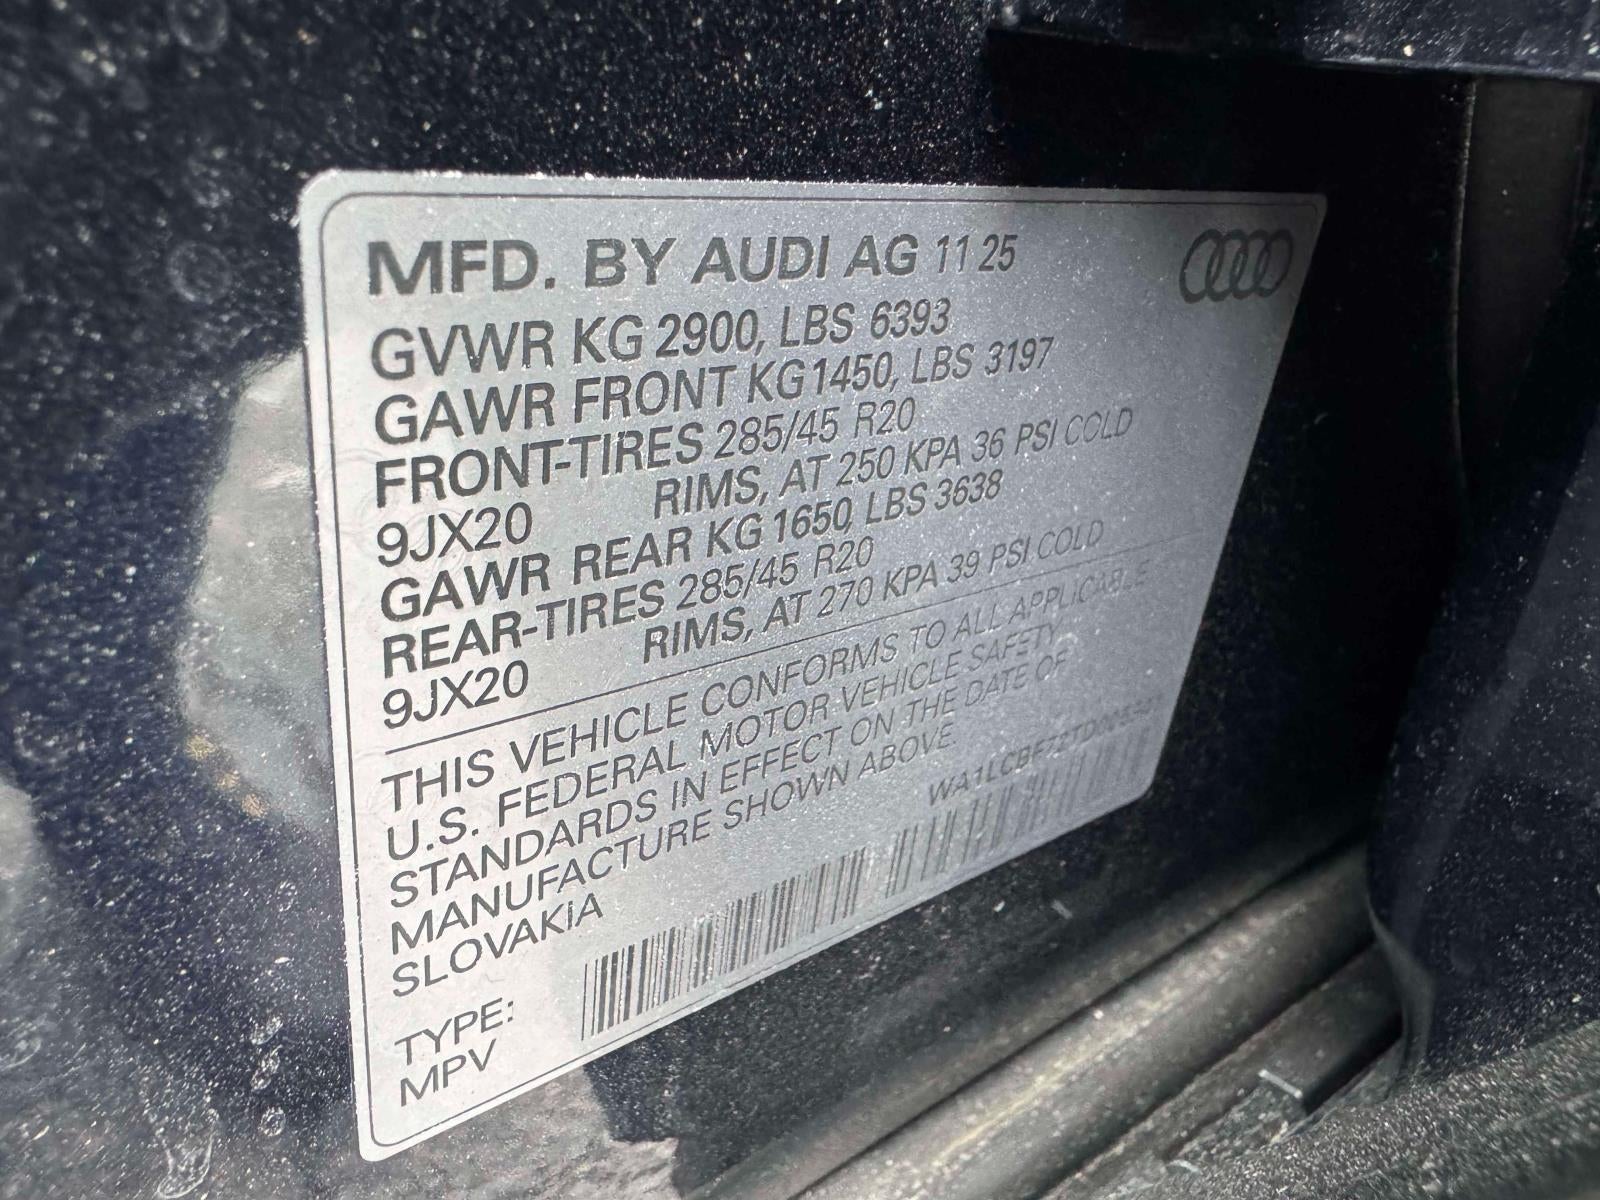 MFD. BY AUDI AG 11 25
GVWR KG 2900, LBS 6393
GAWR FRONT KG 1450, LBS 3197
FRONT-TIRES 285/45 R20
9JX20 RIMS, AT 250 KPA 36 PSI COLD
GAWR REAR KG 1650, LBS 3638
REAR-TIRES 285/45 R20
9JX20 RIMS, AT 270 KPA 39 PSI COLD
THIS VEHICLE CONFORMS TO ALL APPLICABLE
U.S. FEDERAL MOTOR VEHICLE SAFETY
STANDARDS IN EFFECT ON THE DATE OF
MANUFACTURE SHOWN ABOVE.
SLOVAKIA
TYPE:
MPV